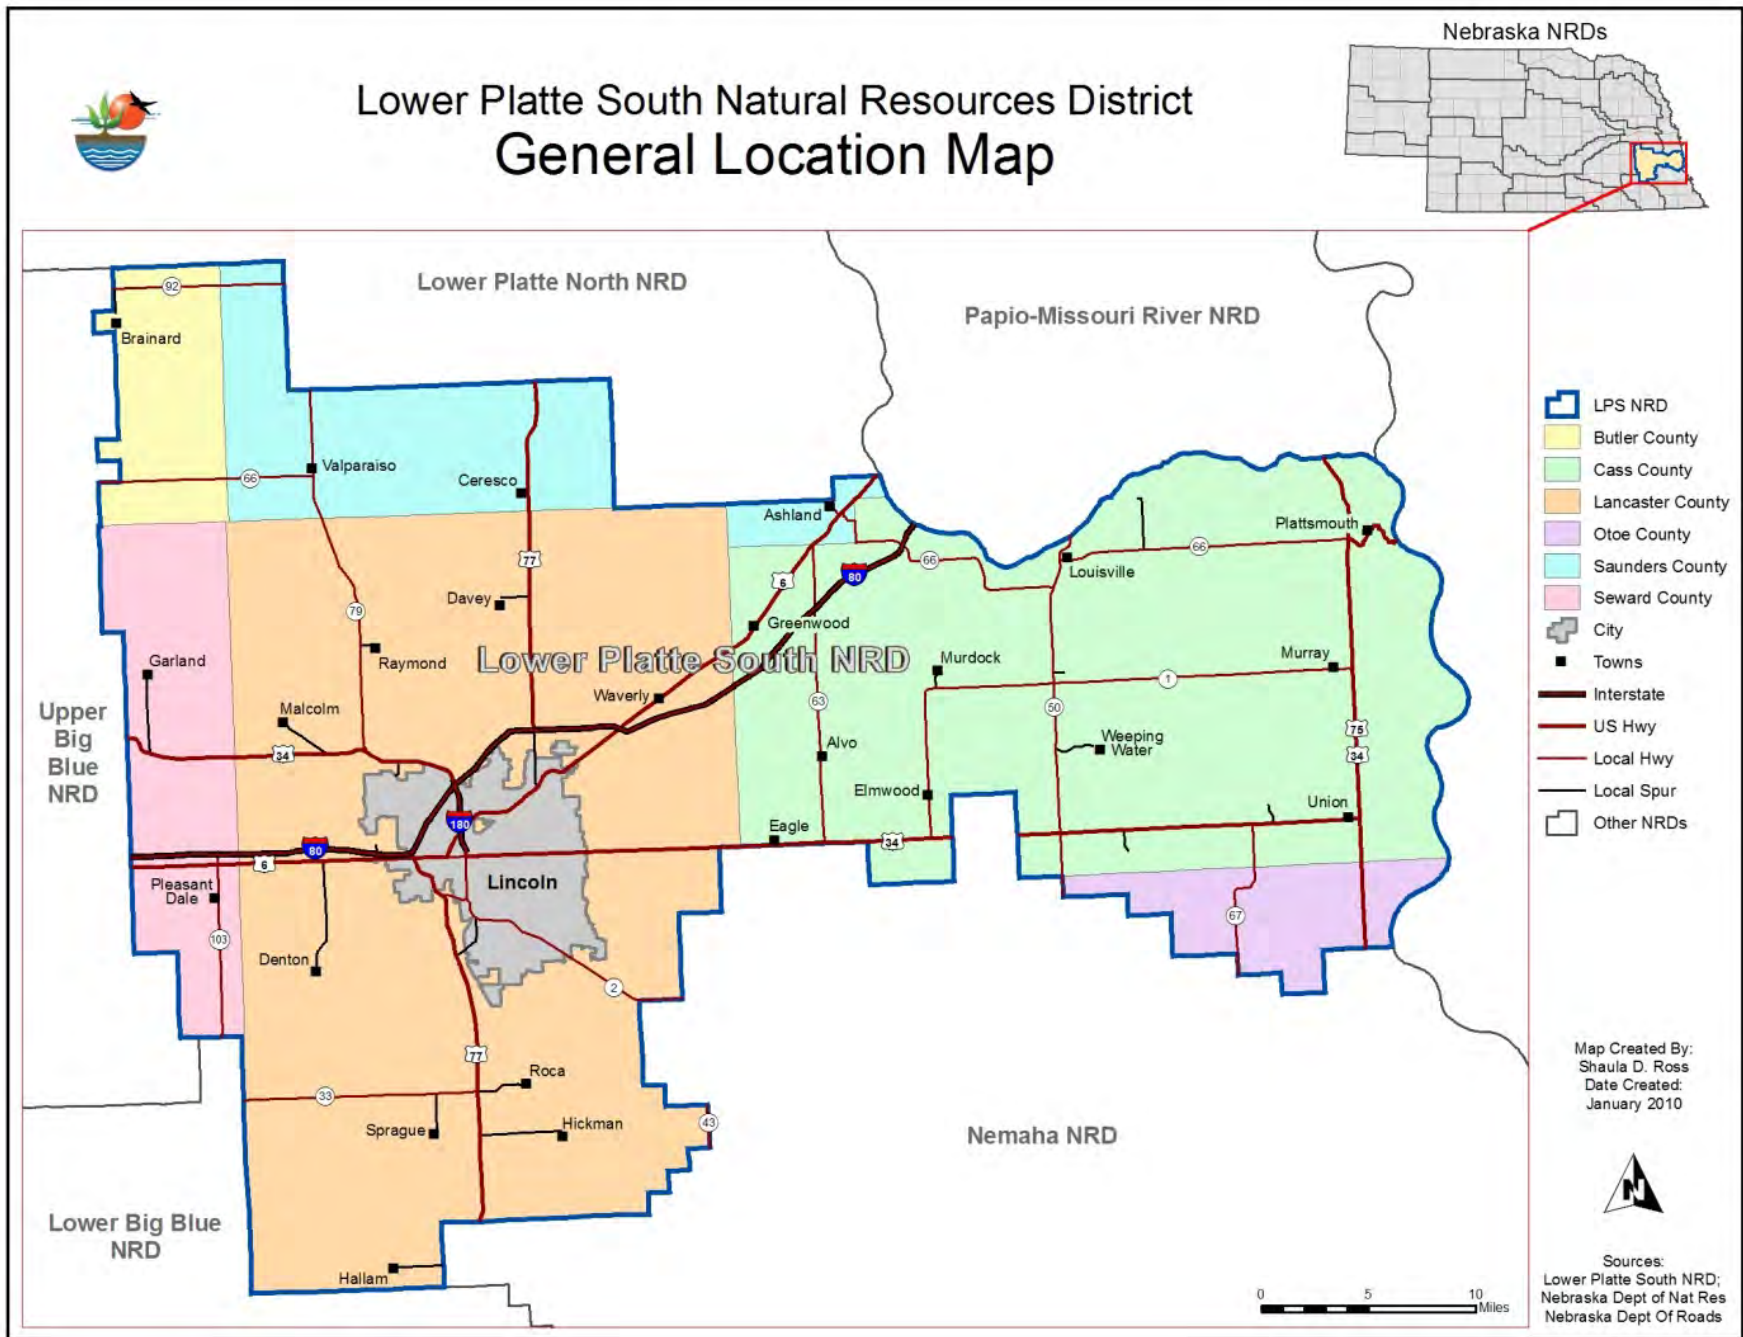 Nebraska NRDs
Lower Platte South Natural Resources District
General Location Map
Lower Platte North NRD
Papio-Missouri River NRD
92
Brainard
66
Valparaiso
Ceresco
77
Ashland
6
80
66
Louisville
66
Plattsmouth
79
Davey
Raymond
Greenwood
Lower Platte South NRD
Garland
Malcolm
Waverly
63
Murdock
1
Murray
50
Upper
Big
Blue
NRD
34
Alvo
Weeping
Water
75
34
Elmwood
Union
180
Eagle
34
80
6
Lincoln
Pleasant
Dale
103
Denton
2
67
77
Roca
33
Sprague
Hickman
43
Nemaha NRD
Lower Big Blue
NRD
Hallam
LPS NRD
Butler County
Cass County
Lancaster County
Otoe County
Saunders County
Seward County
City
Towns
Interstate
US Hwy
Local Hwy
Local Spur
Other NRDs
Map Created By:
Shaula D. Ross
Date Created:
January 2010
N
Sources:
Lower Platte South NRD;
Nebraska Dept of Nat Res
Nebraska Dept Of Roads
0 5 10
Miles